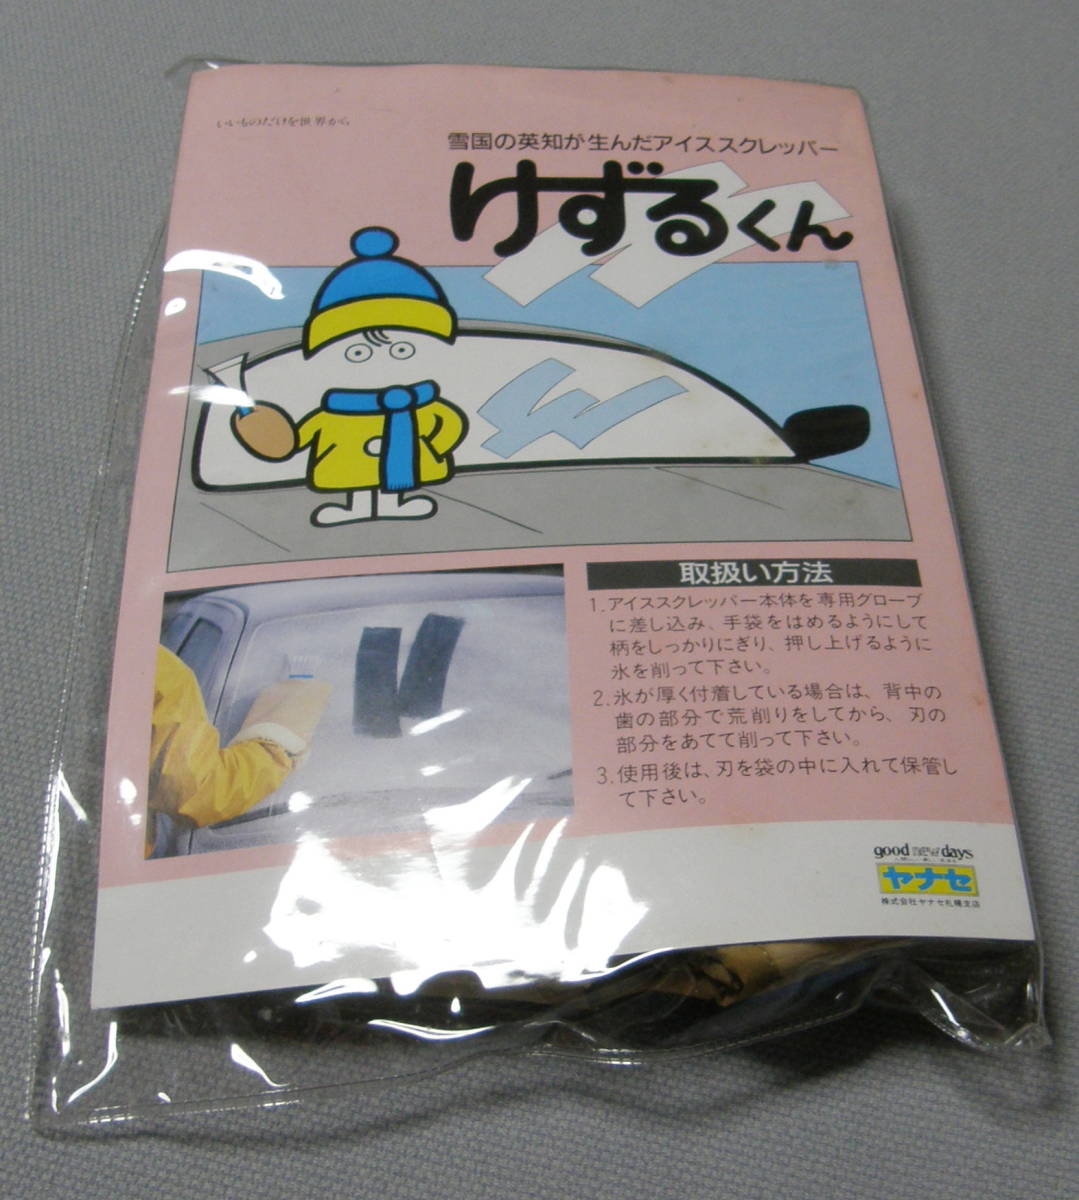 いいものだけを世界から。
雪国の英知が生んだアイススクレッパー
けずるくん
取扱い方法
1.アイススクレッパー本体を専用グローブ
に差し込み、手袋をはめるようにして
柄をしっかりにぎり、押し上げるように
氷を削って下さい。
2.氷が厚く付着している場合は、背中の
歯の部分で荒削りをしてから、刃の
部分をあてて削って下さい。
3.使用後は、刃を袋の中に入れて保管し
て下さい。
good new days
ヤナセ
株式会社ヤナセ札幌支店